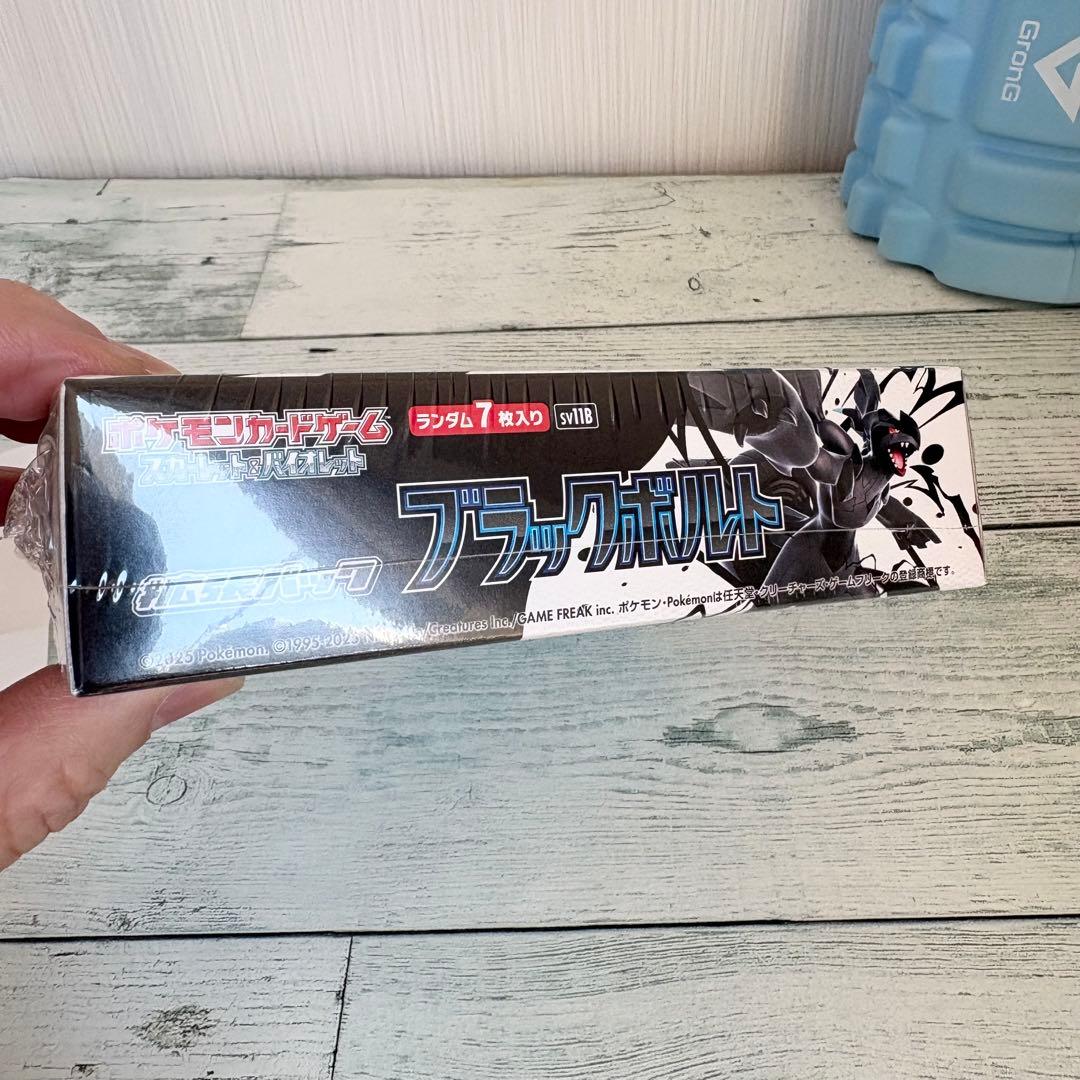 GronG
ポケモンカードゲーム
スカーレット&バイオレット
ランダム7枚入り
SV11B
拡張パック
ブラックボルト
©2025 Pokémon. ©1995-2025 /Creatures Inc./GAME FREAK inc. ポケモン・Pokémonは任天堂・クリーチャーズ・ゲームフリークの登録商標です。